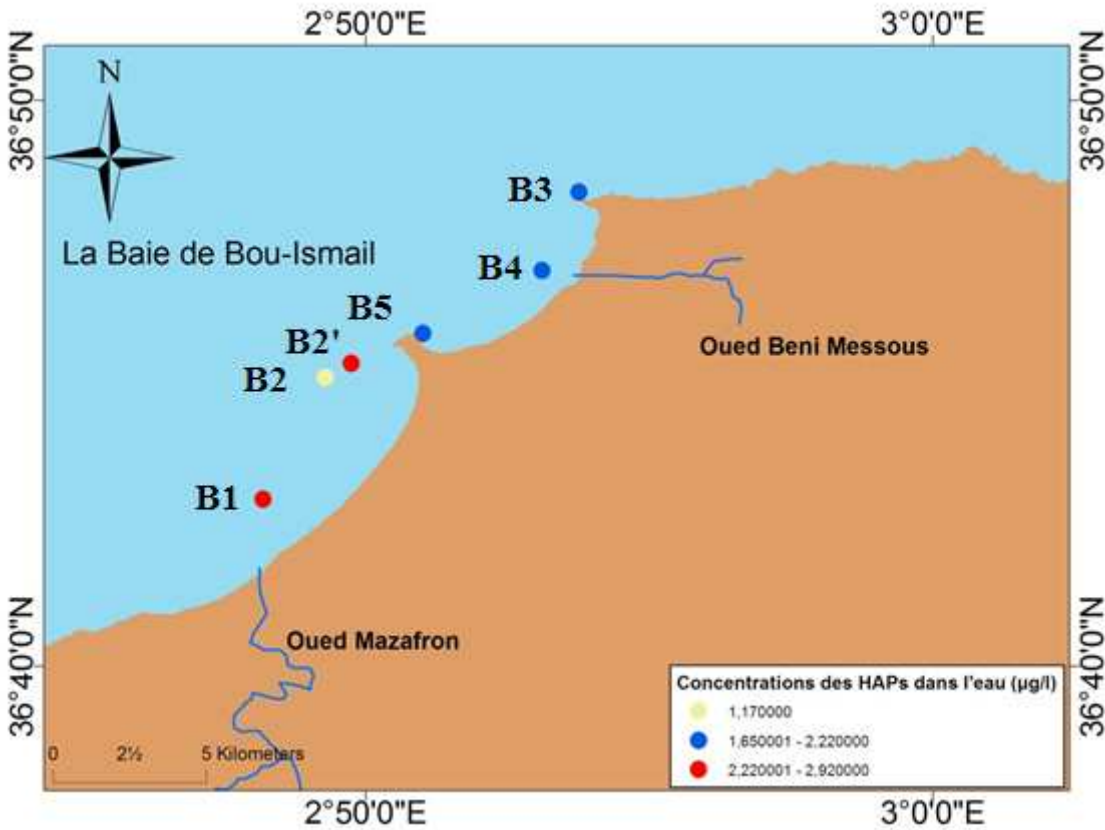 2°50'0"E
3°0'0"E
36°50'0"N
36°50'0"N
N
B3
La Baie de Bou-Ismail
B4
B5
Oued Beni Messous
B2'
B2
B1
Oued Mazafron
36°40'0"N
36°40'0"N
Concentrations des HAPs dans l'eau (µg/l)
1,170000
1,650001 - 2,220000
2,220001 - 2,920000
0 2½ 5 Kilometers
2°50'0"E
3°0'0"E